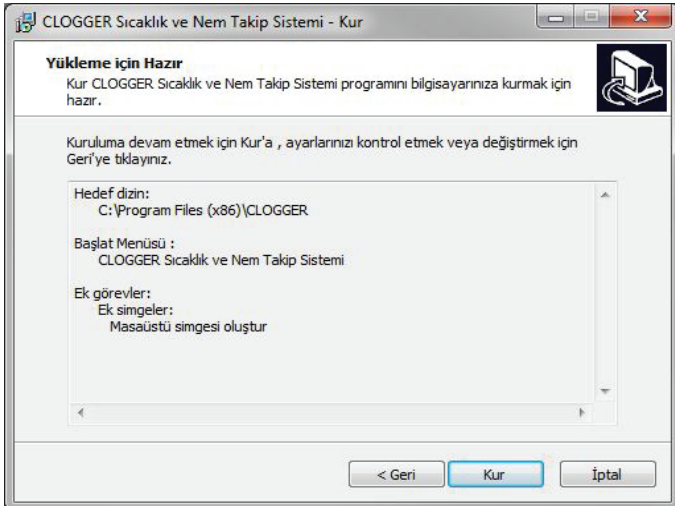 CLOGGER Sıcaklık ve Nem Takip Sistemi - Kur
Yükleme için Hazır
Kur CLOGGER Sıcaklık ve Nem Takip Sistemi programını bilgisayarınıza kurmak için
hazır.
Kuruluma devam etmek için Kur'a , ayarlarınızı kontrol etmek veya değiştirmek için
Geri'ye tıklayınız.
Hedef dizin:
C:\Program Files (x86)\CLOGGER
Başlat Menüsü :
CLOGGER Sıcaklık ve Nem Takip Sistemi
Ek görevler:
Ek simgeler:
Masaüstü simgesi oluştur
< Geri
Kur
İptal